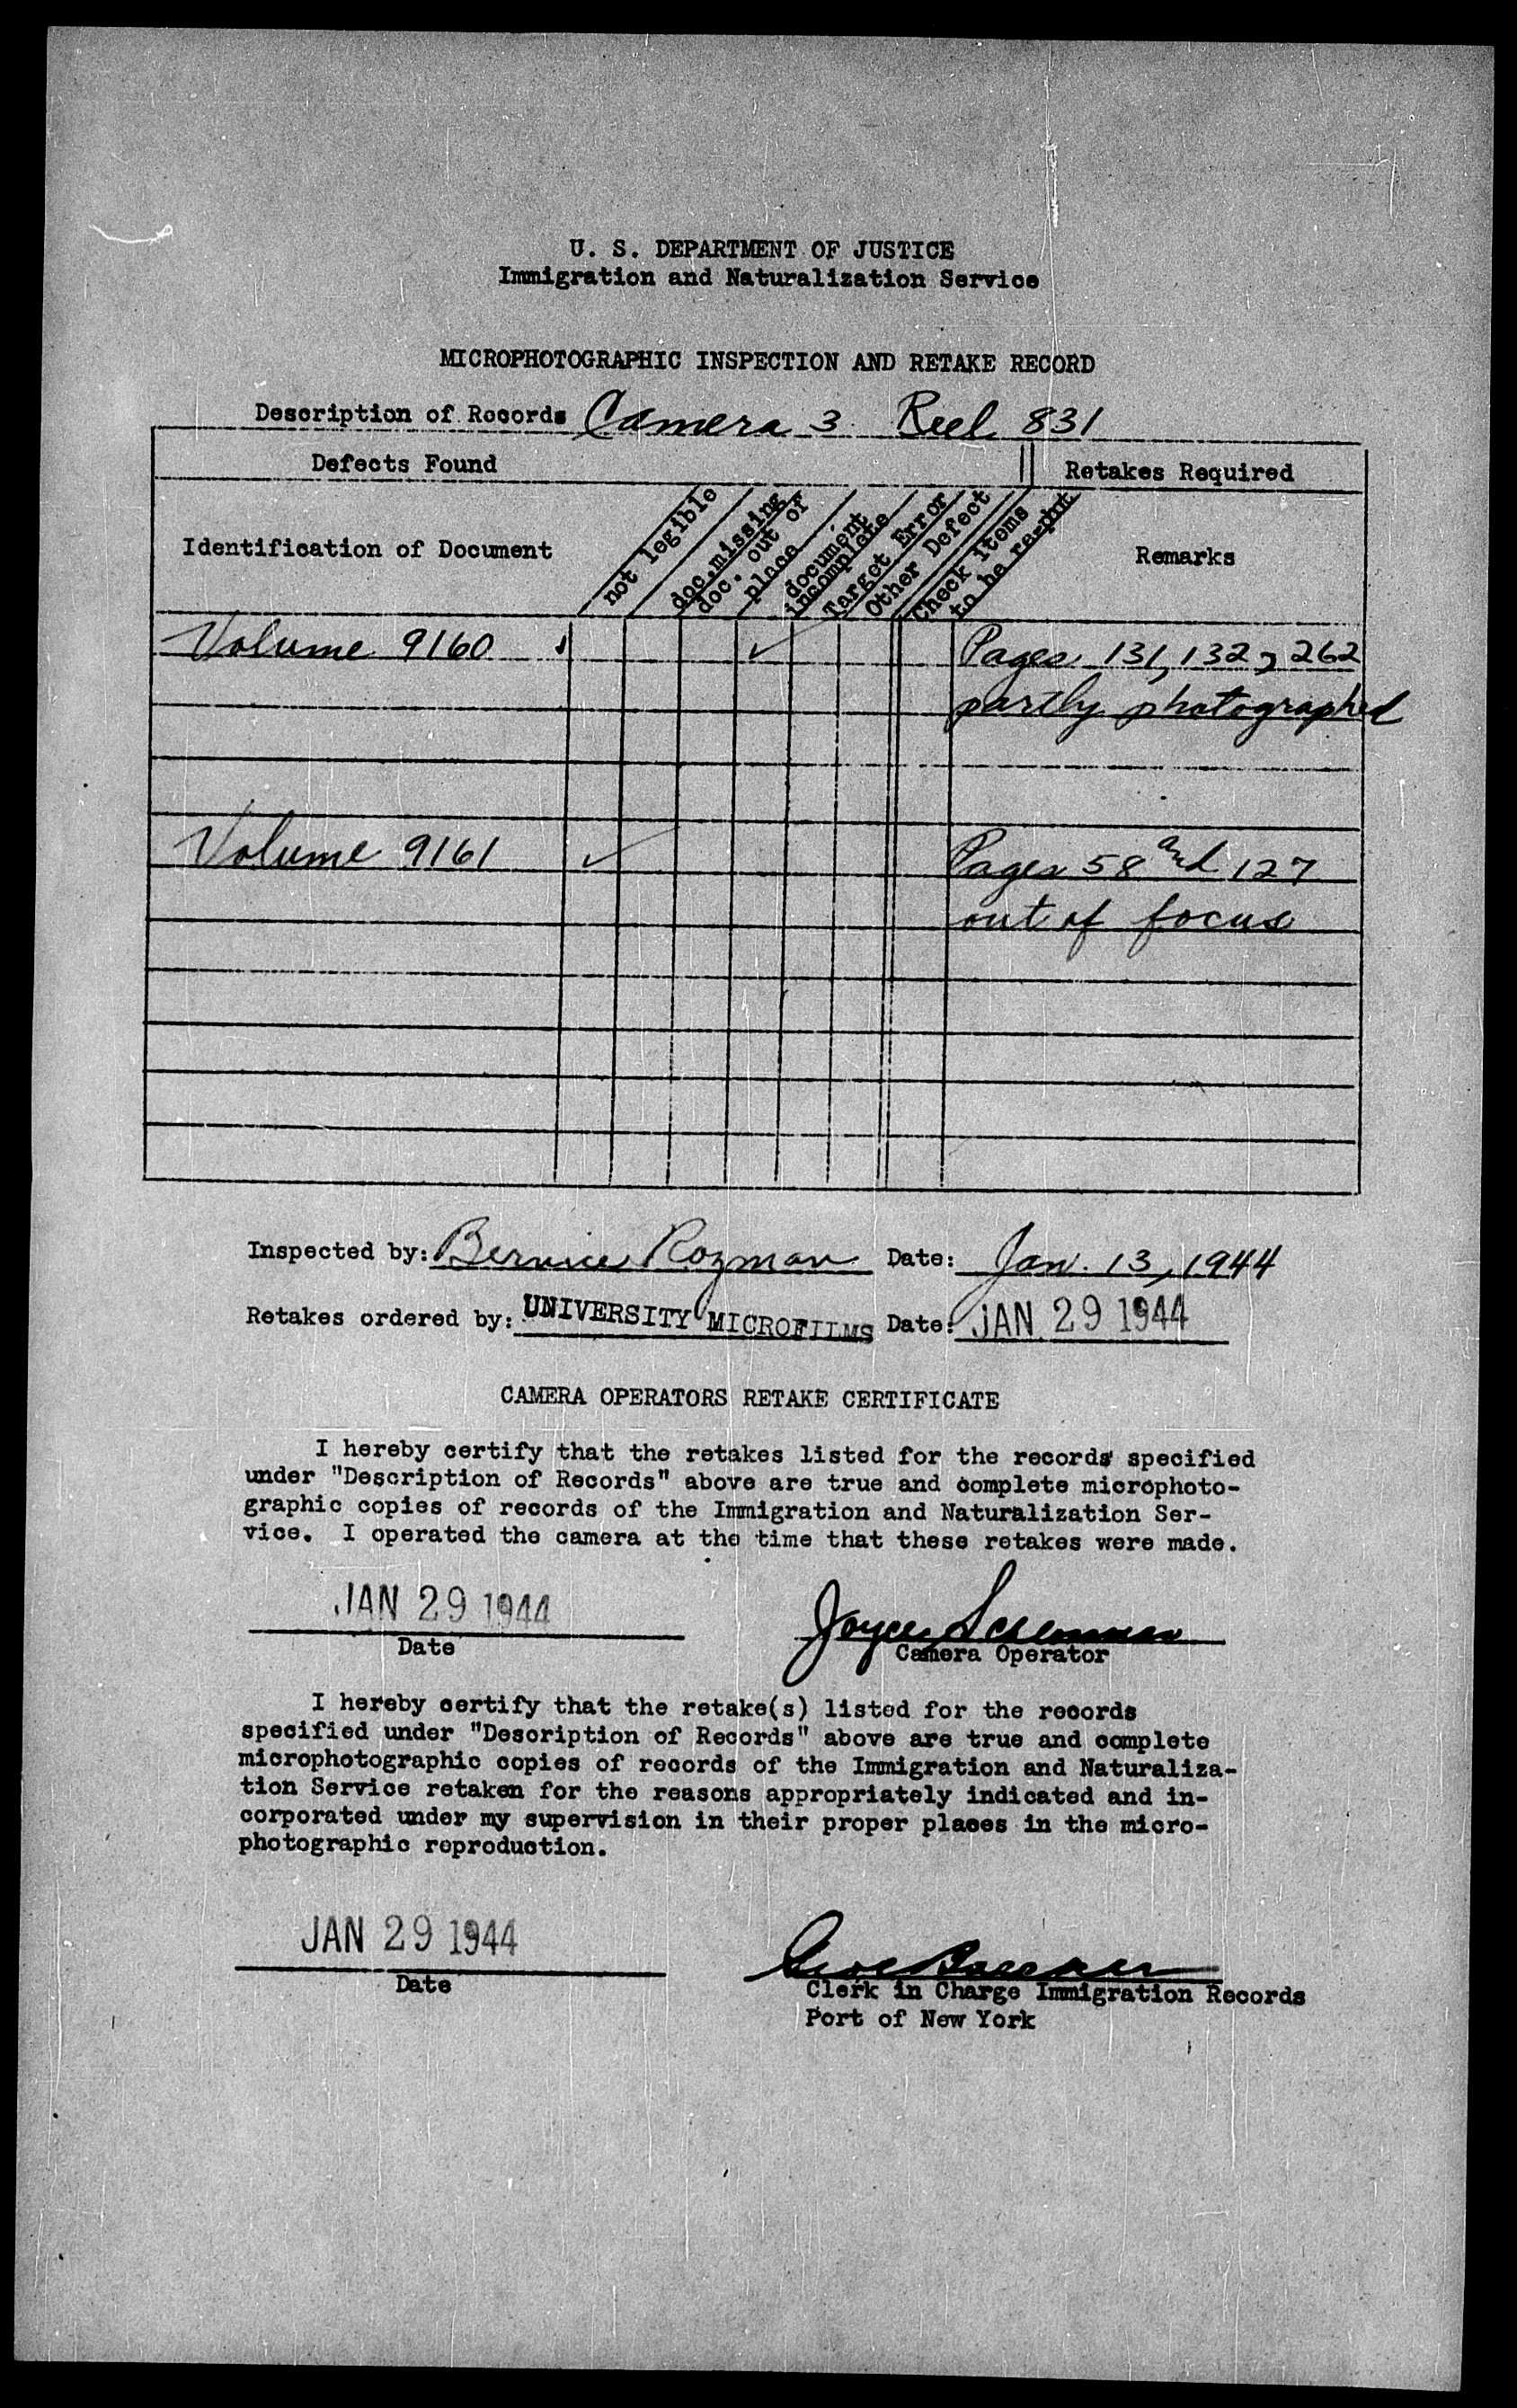 U. S. DEPARTMENT OF JUSTICE
Immigration and Naturalization Service
MICROPHOTOGRAPHIC INSPECTION AND RETAKE RECORD
Description of Records Camera 3 Reel 831
Defects Found Retakes Required
Identification of Document
not legible
doc. missing
doc. out of
place
document
incomplete
Target Error
Other Defect
Check items
to be re-pht
Remarks
Volume 9160 ✓ Pages 131, 132, 262
partly photographed
Volume 9161 ✓ Pages 58 and 127
out of focus
Inspected by: Bernice Rozman Date: Jan. 13, 1944
Retakes ordered by: UNIVERSITY MICROFILMS Date: JAN 29 1944
CAMERA OPERATORS RETAKE CERTIFICATE
I hereby certify that the retakes listed for the records specified
under "Description of Records" above are true and complete microphoto-
graphic copies of records of the Immigration and Naturalization Ser-
vice. I operated the camera at the time that these retakes were made.
JAN 29 1944 Joyce
Date Camera Operator
I hereby certify that the retake(s) listed for the records
specified under "Description of Records" above are true and complete
microphotographic copies of records of the Immigration and Naturaliza-
tion Service retaken for the reasons appropriately indicated and in-
corporated under my supervision in their proper places in the micro-
photographic reproduction.
JAN 29 1944
Date Clerk in Charge Immigration Records
Port of New York